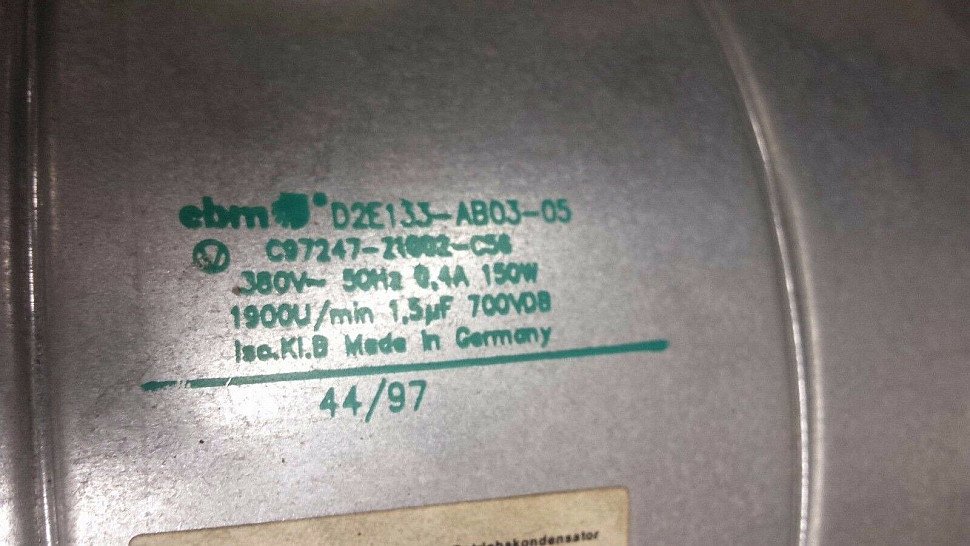 ebm D2E133-AB03-05
C97247-Z1002-C56
380V~ 50Hz 0,4A 150W
1900U/min 1,5µF 700VDB
Iso.Kl.B Made in Germany
44/97